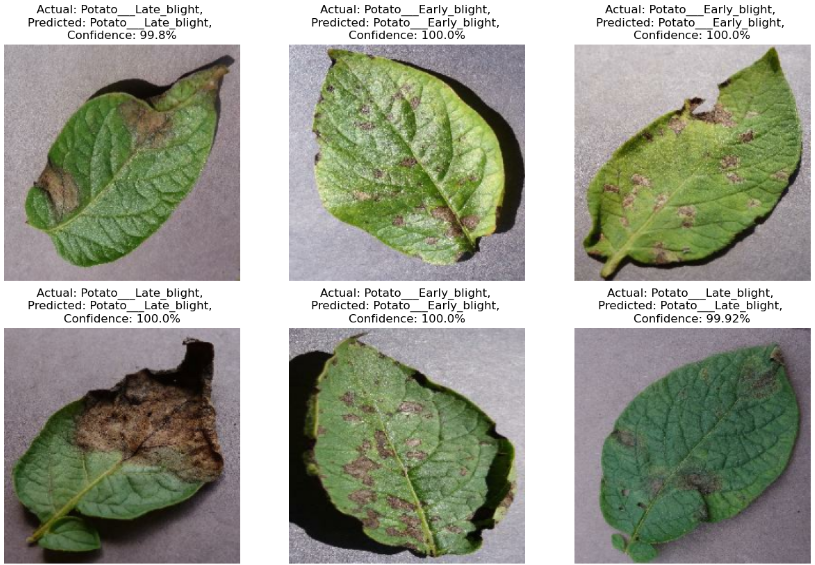 Actual: Potato___Late_blight,
Predicted: Potato___Late_blight,
Confidence: 99.8%
Actual: Potato___Early_blight,
Predicted: Potato___Early_blight,
Confidence: 100.0%
Actual: Potato___Early_blight,
Predicted: Potato___Early_blight,
Confidence: 100.0%
Actual: Potato___Late_blight,
Predicted: Potato___Late_blight,
Confidence: 100.0%
Actual: Potato___Early_blight,
Predicted: Potato___Early_blight,
Confidence: 100.0%
Actual: Potato___Late_blight,
Predicted: Potato___Late_blight,
Confidence: 99.92%